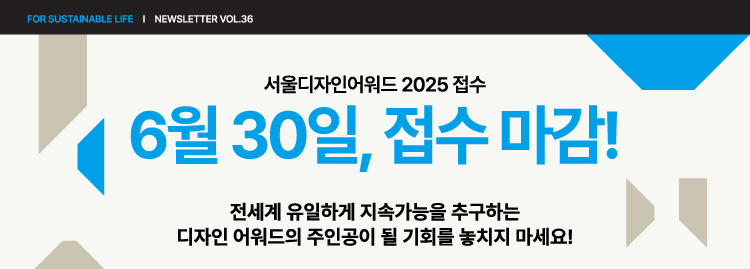 FOR SUSTAINABLE LIFE I NEWSLETTER VOL.36
서울디자인어워드 2025 접수
6월 30일, 접수 마감!
전세계 유일하게 지속가능을 추구하는
디자인 어워드의 주인공이 될 기회를 놓치지 마세요!